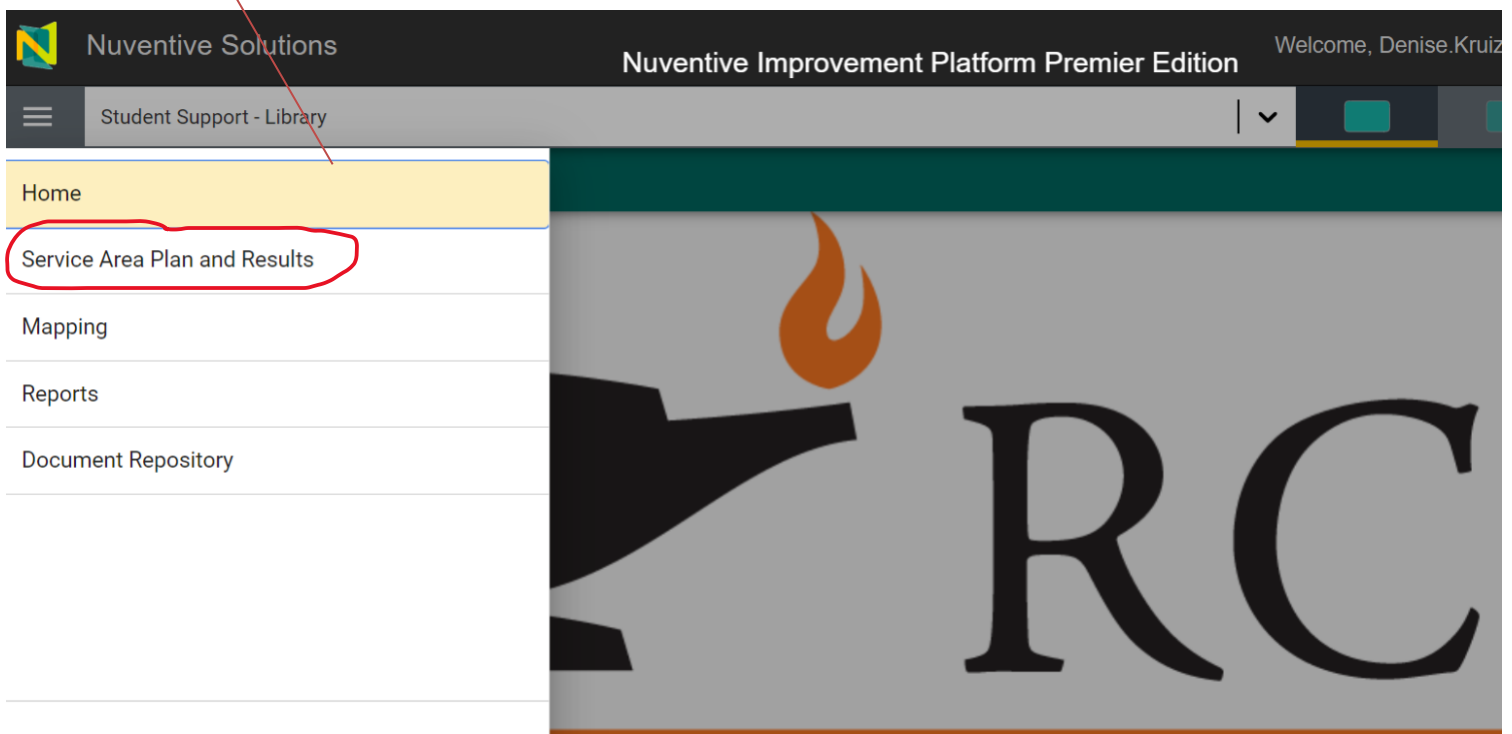 Nuventive Solutions
Nuventive Improvement Platform Premier Edition
Welcome, Denise.Kruiz
Student Support - Library
Home
Service Area Plan and Results
Mapping
Reports
Document Repository
RC